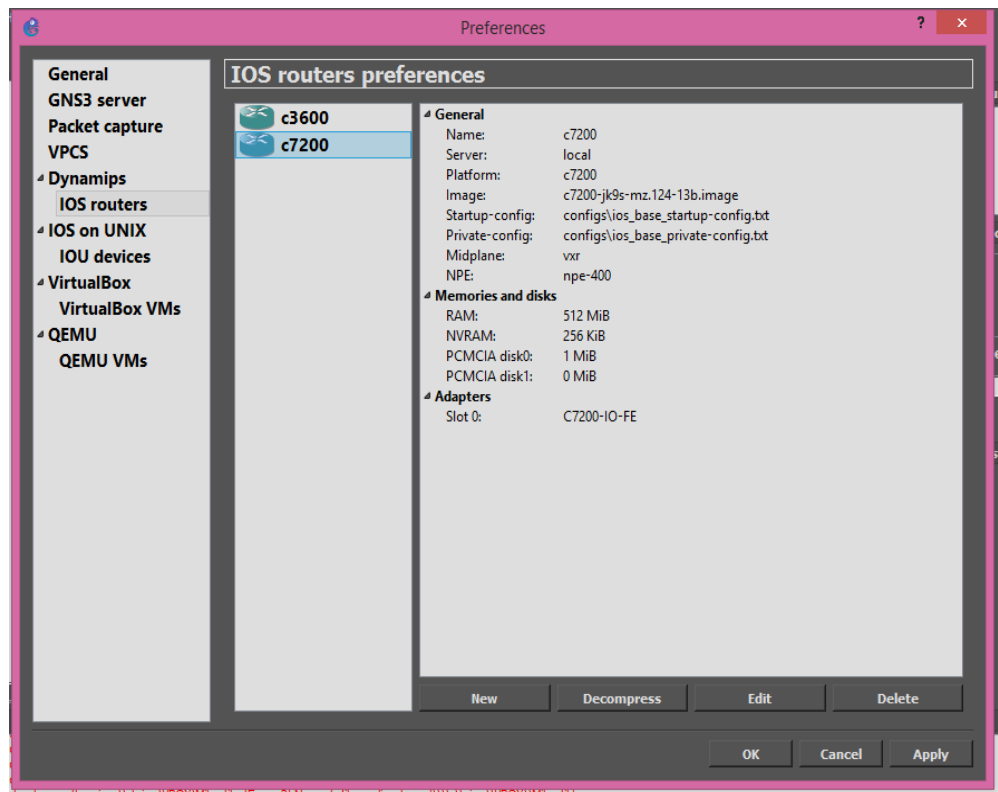 Preferences
?
×
General
GNS3 server
Packet capture
VPCS
Dynamips
IOS routers
IOS on UNIX
IOU devices
VirtualBox
VirtualBox VMs
QEMU
QEMU VMs
IOS routers preferences
c3600
c7200
General
Name: c7200
Server: local
Platform: c7200
Image: c7200-jk9s-mz.124-13b.image
Startup-config: configs\ios_base_startup-config.txt
Private-config: configs\ios_base_private-config.txt
Midplane: vxr
NPE: npe-400
Memories and disks
RAM: 512 MiB
NVRAM: 256 KiB
PCMCIA disk0: 1 MiB
PCMCIA disk1: 0 MiB
Adapters
Slot 0: C7200-IO-FE
New Decompress Edit Delete
OK Cancel Apply